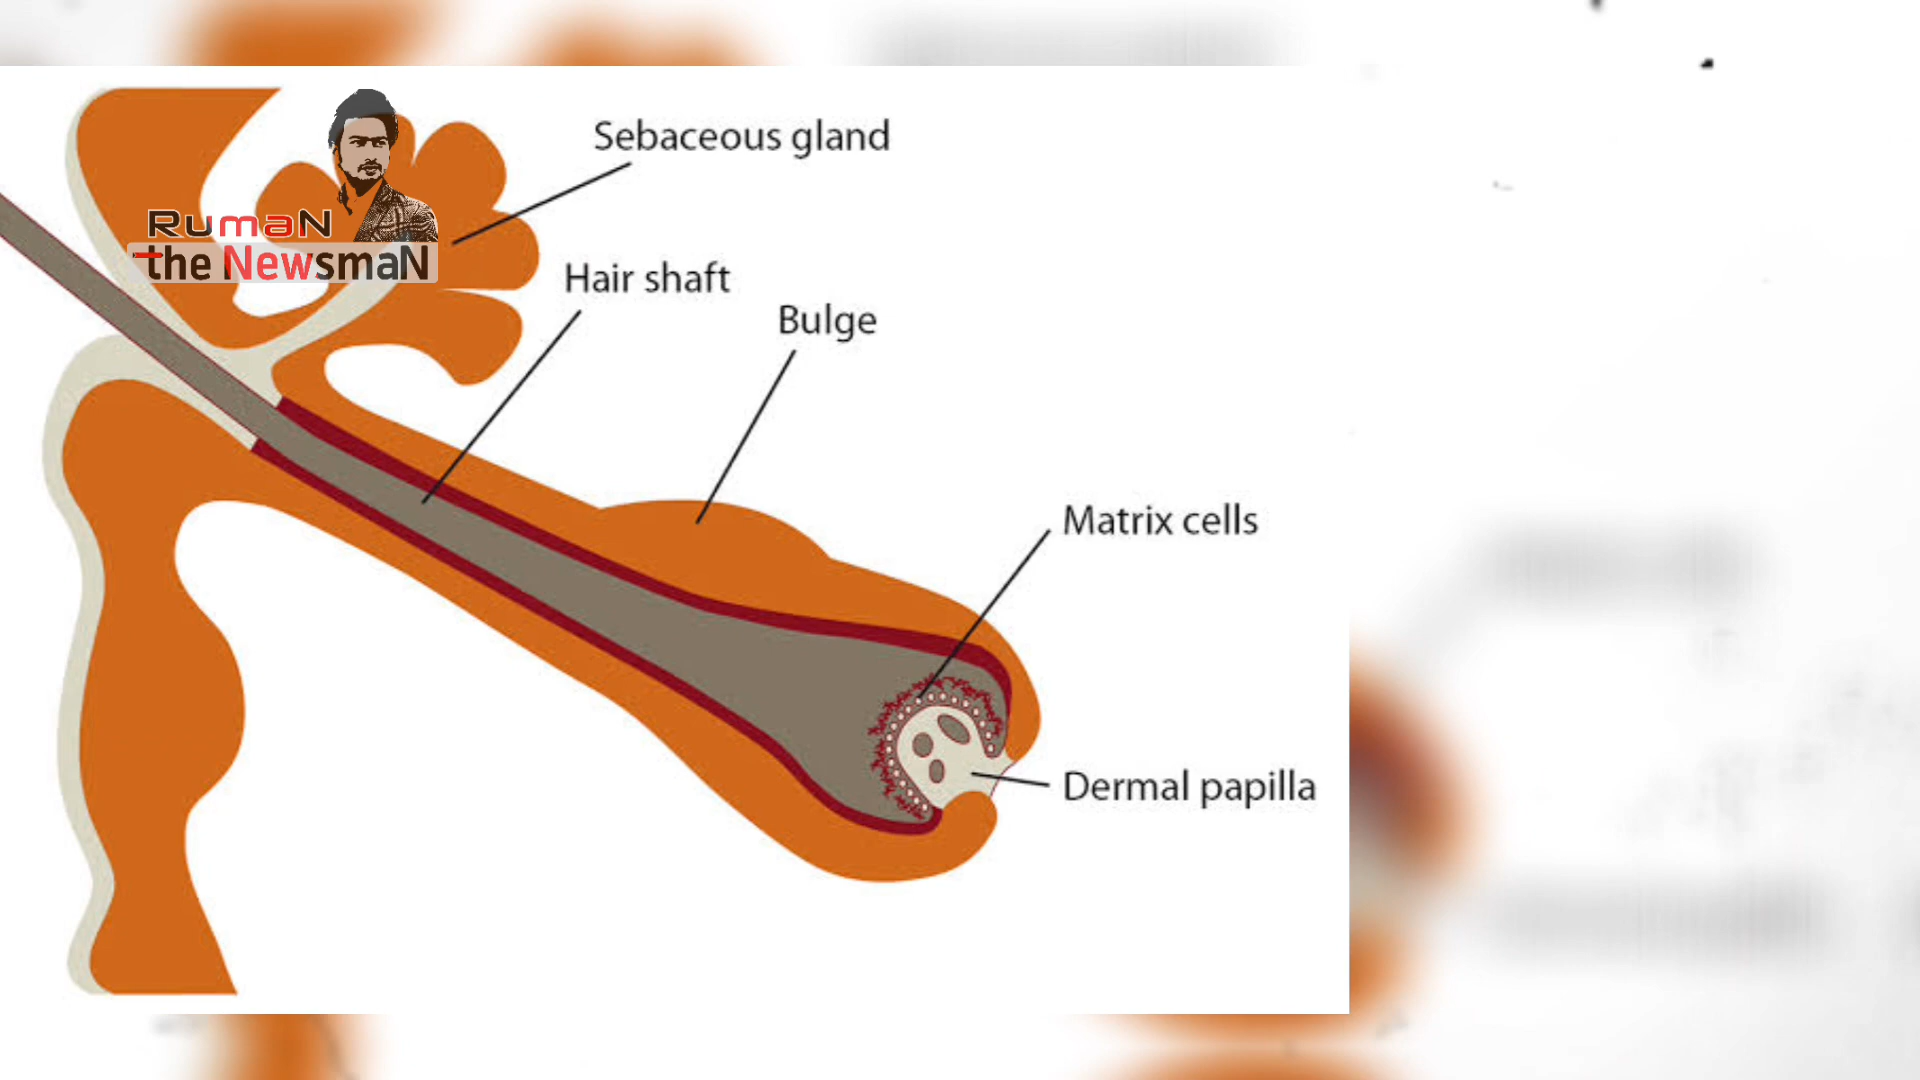 Sebaceous gland
RumaN
the NewsmaN
Hair shaft
Bulge
Matrix cells
Dermal papilla